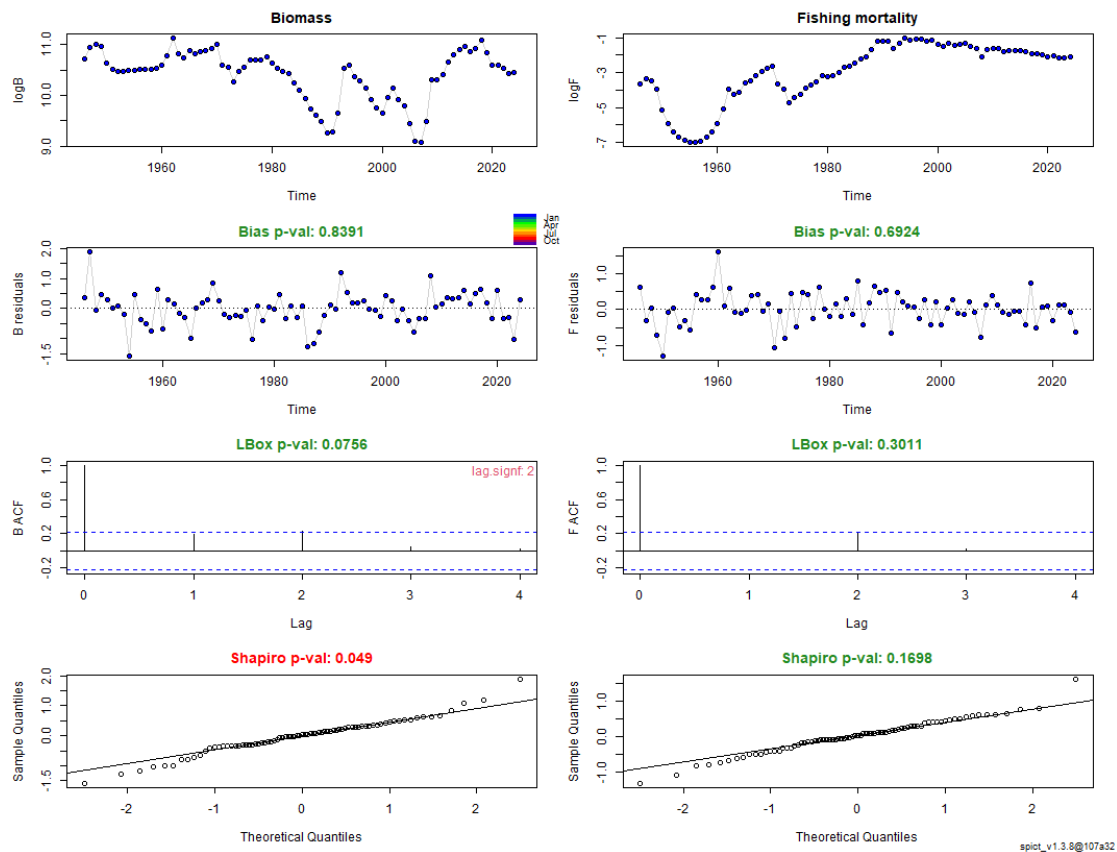 Biomass
Fishing mortality
11.0
10.0
9.0
logB
1960
1980
2000
2020
Time
-1
-3
-5
-7
logF
1960
1980
2000
2020
Time
Jan
Apr
Jul
Oct
Bias p-val: 0.8391
Bias p-val: 0.6924
2.0
1.0
0.0
-1.5
B residuals
1960
1980
2000
2020
Time
1.0
0.0
-1.0
F residuals
1960
1980
2000
2020
Time
LBox p-val: 0.0756
LBox p-val: 0.3011
lag.signf: 2
1.0
0.6
0.2
-0.2
B ACF
0
1
2
3
4
Lag
1.0
0.6
0.2
-0.2
F ACF
0
1
2
3
4
Lag
Shapiro p-val: 0.049
Shapiro p-val: 0.1698
2.0
1.0
0.0
-1.5
Sample Quantiles
-2
-1
0
1
2
Theoretical Quantiles
1.0
0.0
-1.0
Sample Quantiles
-2
-1
0
1
2
Theoretical Quantiles
spict_v1.3.8@107a32